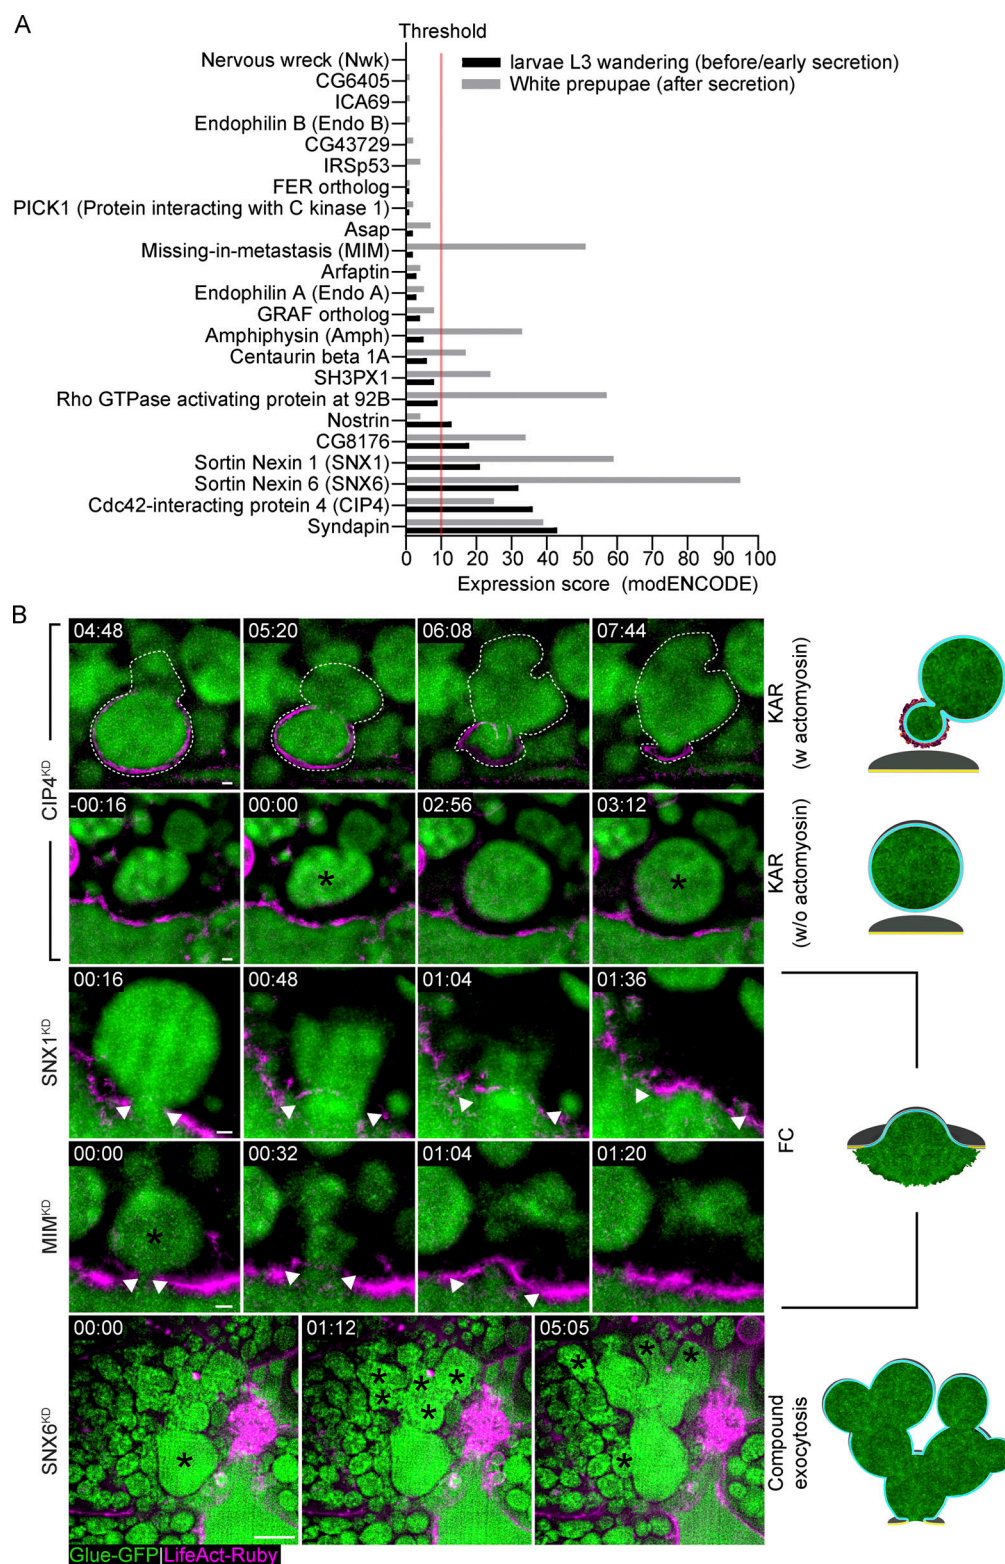 A
Threshold
larvae L3 wandering (before/early secretion)
White prepupae (after secretion)
Nervous wreck (Nwk)
CG6405
ICA69
Endophilin B (Endo B)
CG43729
IRSp53
FER ortholog
PICK1 (Protein interacting with C kinase 1)
Asap
Missing-in-metastasis (MIM)
Arfaptin
Endophilin A (Endo A)
GRAF ortholog
Amphiphysin (Amph)
Centaurin beta 1A
SH3PX1
Rho GTPase activating protein at 92B
Nostrin
CG8176
Sortin Nexin 1 (SNX1)
Sortin Nexin 6 (SNX6)
Cdc42-interacting protein 4 (CIP4)
Syndapin
0 10 20 30 40 50 60 70 80 90 100
Expression score (modENCODE)
B
CIP4KD
04:48 05:20 06:08 07:44
KAR
(w actomyosin)
-00:16 00:00 02:56 03:12
* *
KAR
(w/o actomyosin)
SNX1KD
00:16 00:48 01:04 01:36
FC
MIMKD
00:00 00:32 01:04 01:20
*
SNX6KD
00:00 01:12 05:05
* * * * * * * * * *
Compound
exocytosis
Glue-GFP|LifeAct-Ruby